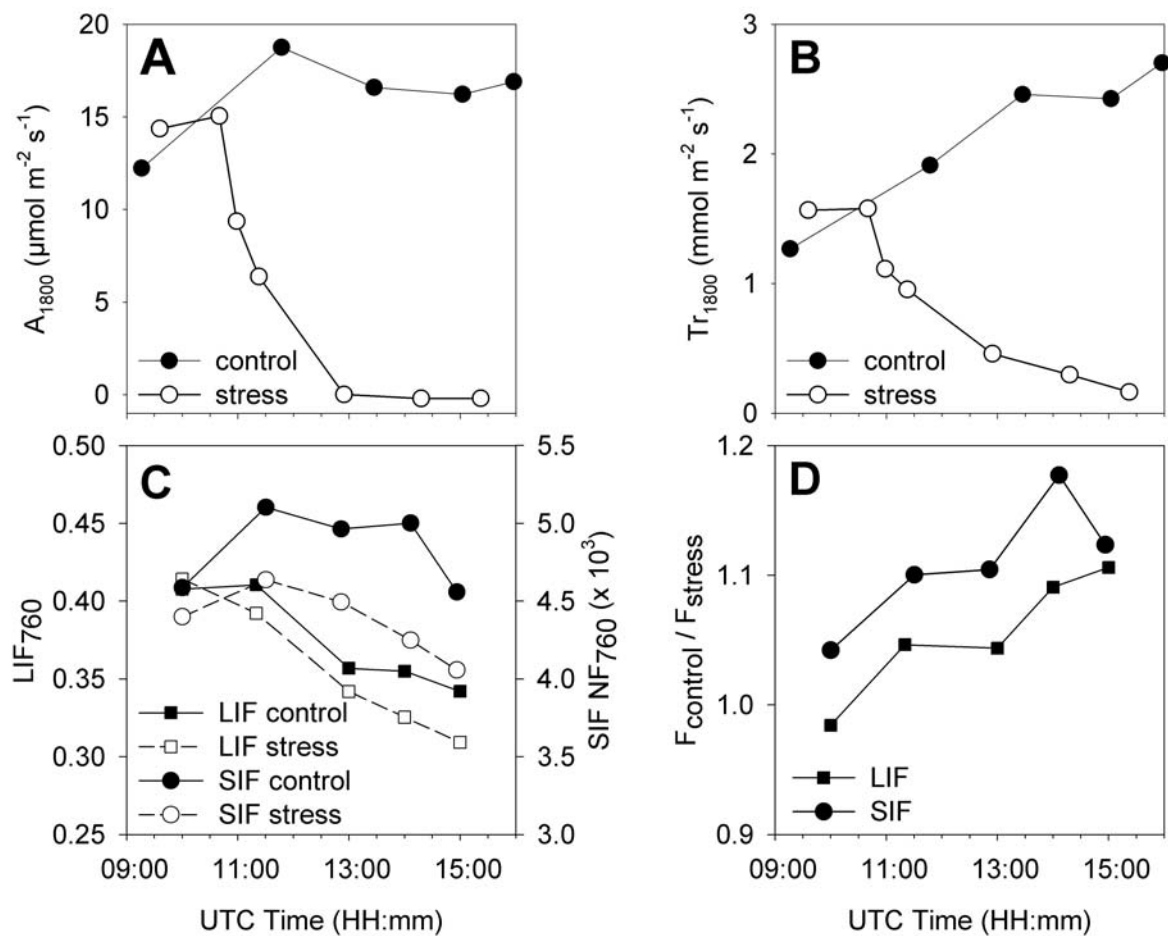 A
A1800 (µmol m-2 s-1)
20
15
10
5
0
control
stress
B
Tr1800 (mmol m-2 s-1)
3
2
1
0
control
stress
C
LIF760
0.50
0.45
0.40
0.35
0.30
0.25
SIF NF760 (x 103)
5.5
5.0
4.5
4.0
3.5
3.0
LIF control
LIF stress
SIF control
SIF stress
09:00 11:00 13:00 15:00
UTC Time (HH:mm)
D
Fcontrol / Fstress
1.2
1.1
1.0
0.9
LIF
SIF
09:00 11:00 13:00 15:00
UTC Time (HH:mm)